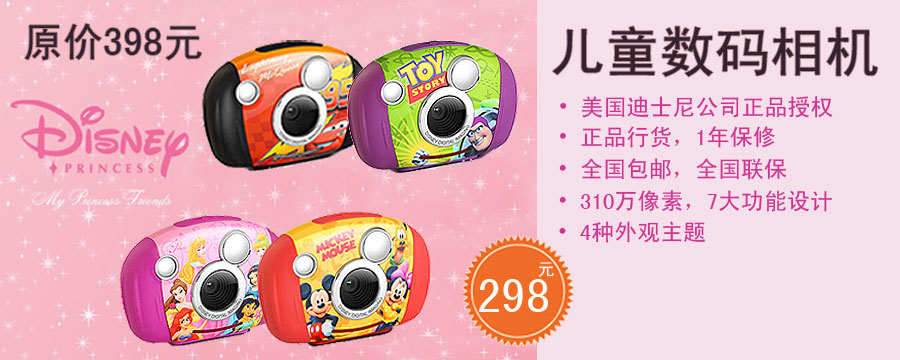 原价398元
DISNEY
PRINCESS
My Princess Friends
95
TOY
STORY
MICKEY
MOUSE
298元
儿童数码相机
• 美国迪士尼公司正品授权
• 正品行货，1年保修
• 全国包邮，全国联保
• 310万像素，7大功能设计
• 4种外观主题